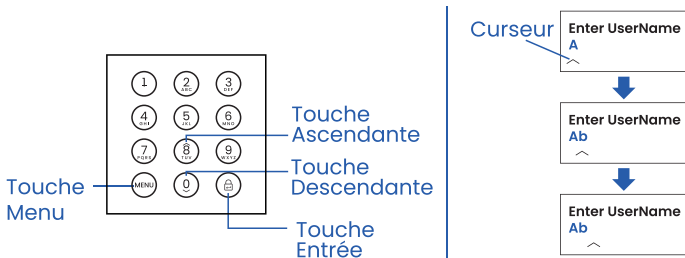 1
2
ABC
3
DEF
4
GHI
5
JKL
6
MNO
7
PQRS
8
TUV
9
WXYZ
MENU
0
Touche
Ascendante
Touche
Descendante
Touche
Menu
Touche
Entrée
Curseur
Enter UserName
A
Enter UserName
Ab
Enter UserName
Ab